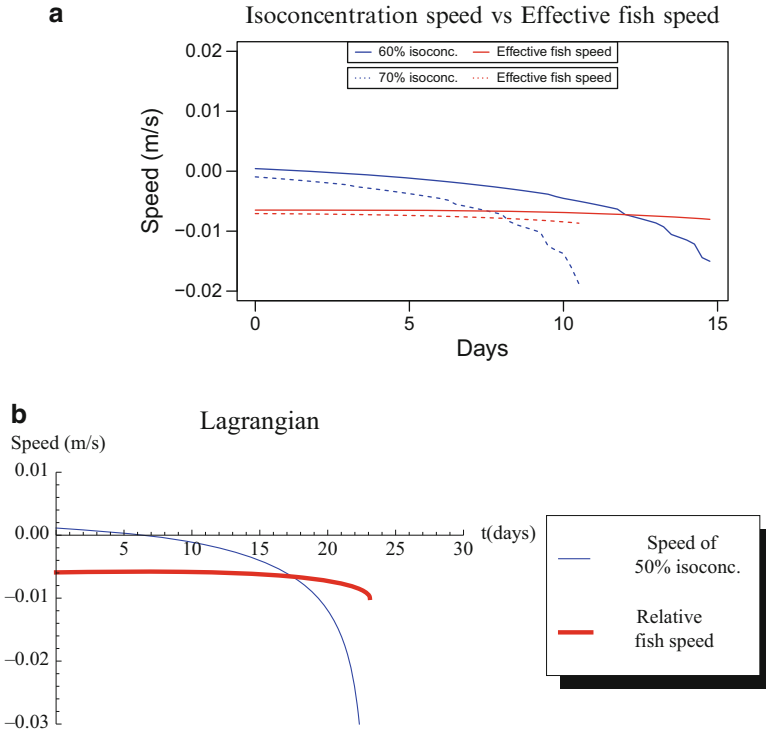 a
Isoconcentration speed vs Effective fish speed
60% isoconc. Effective fish speed
70% isoconc. Effective fish speed
0.02
0.01
0.00
−0.01
−0.02
Speed (m/s)
0 5 10 15
Days
b
Lagrangian
Speed (m/s)
0.01
0.00
−0.01
−0.02
−0.03
5 10 15 20 25 30
t(days)
Speed of
50% isoconc.
Relative
fish speed